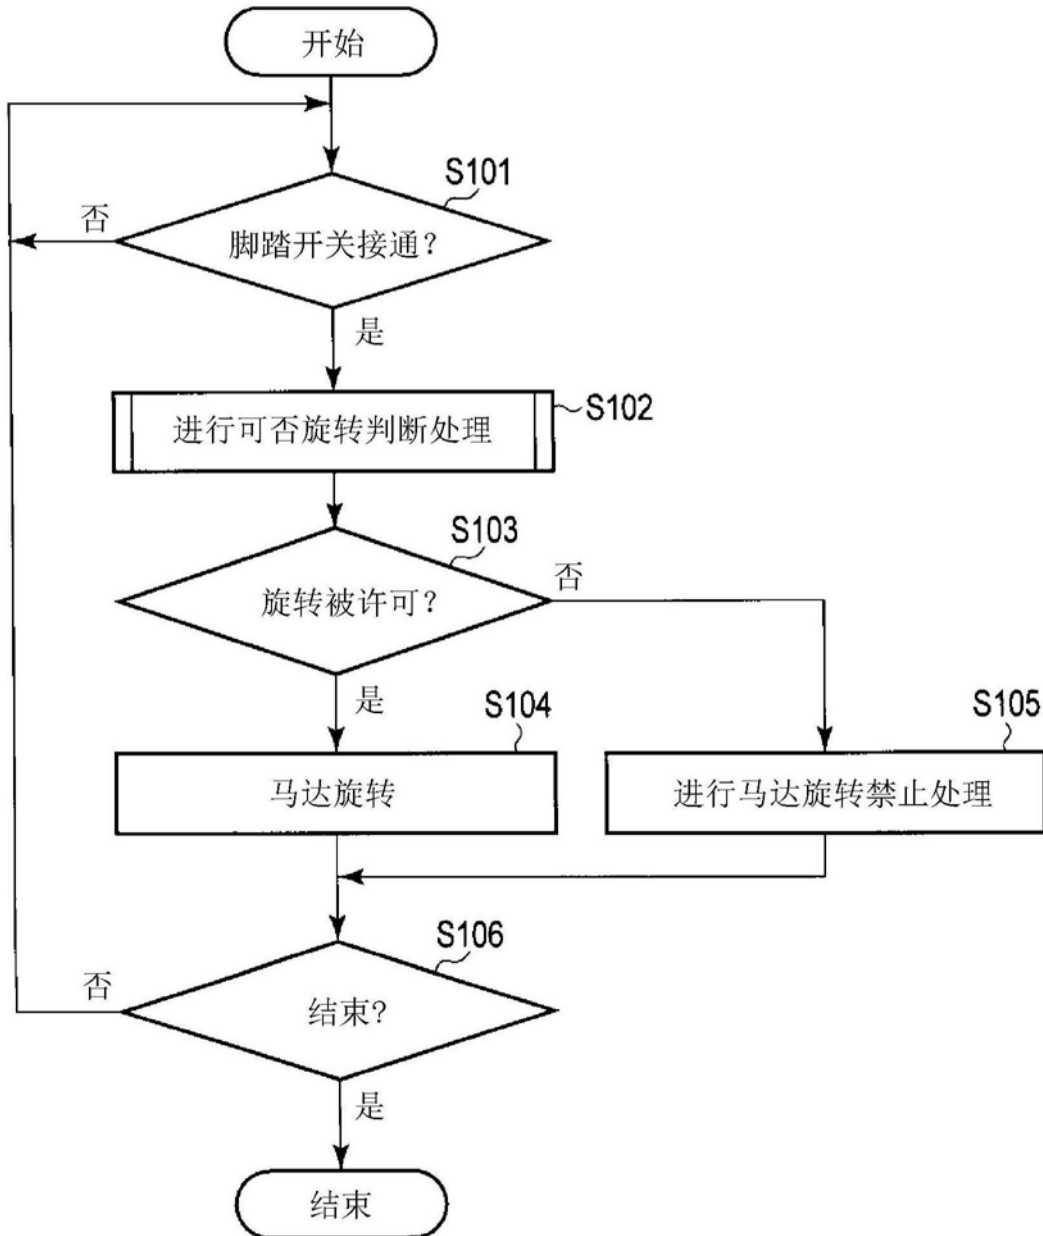 开始
S101
否
脚踏开关接通？
是
S102
进行可否旋转判断处理
S103
否
旋转被许可？
是
S104
S105
马达旋转
进行马达旋转禁止处理
S106
否
结束?
是
结束